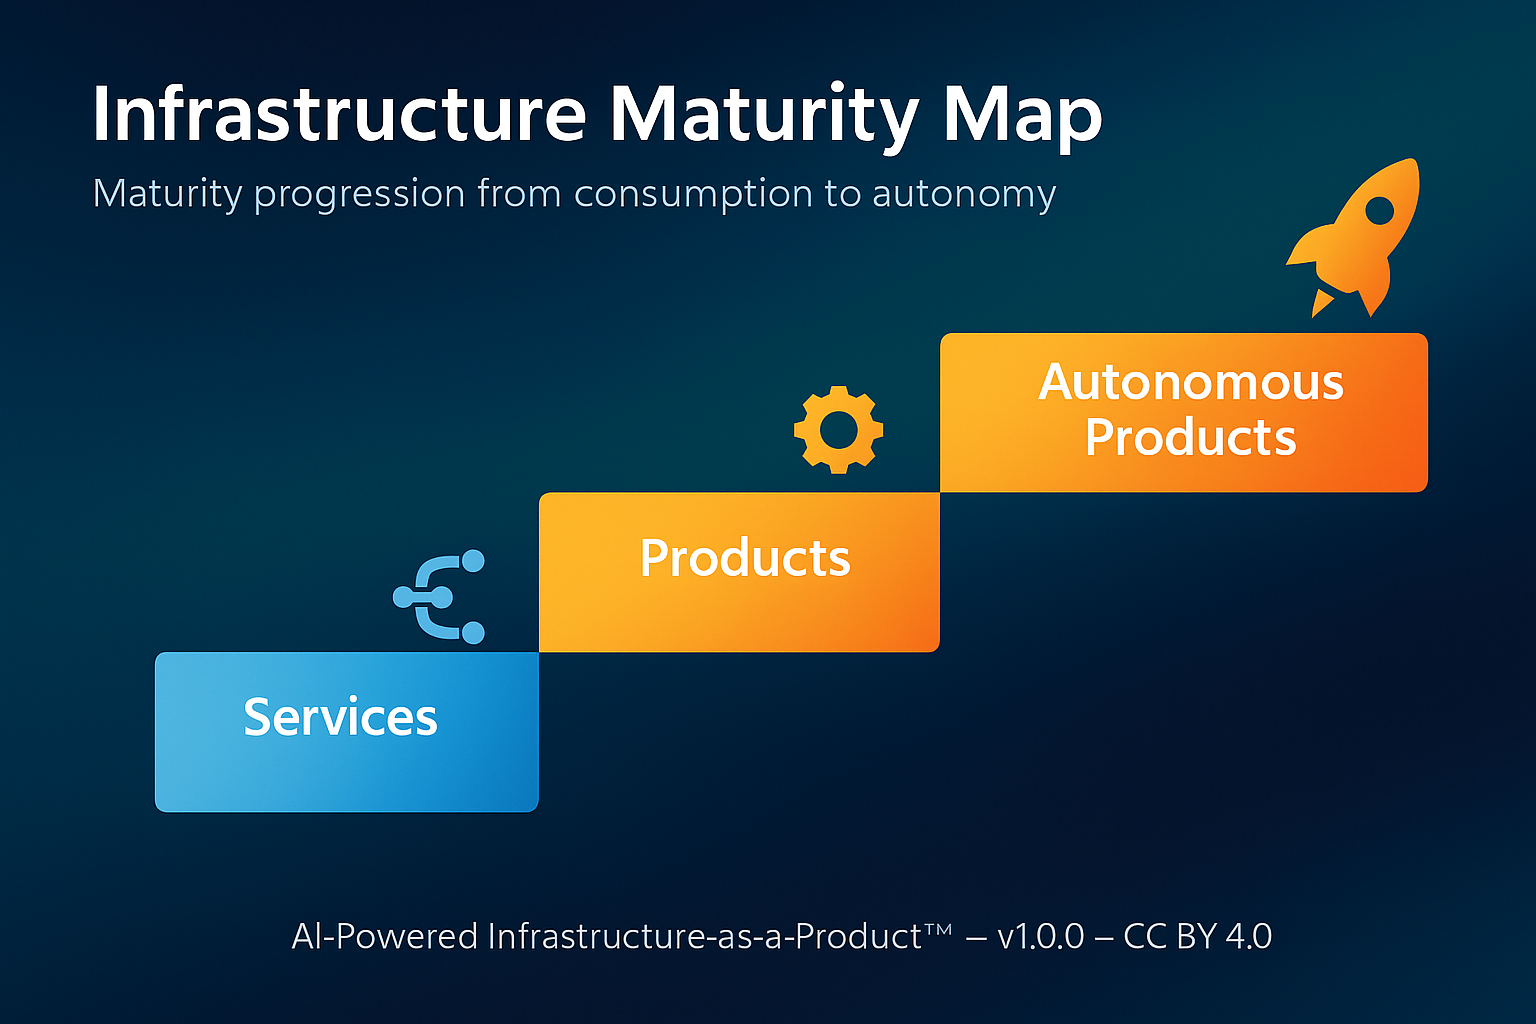 Infrastructure Maturity Map
Maturity progression from consumption to autonomy
Autonomous
Products
Products
Services
AI-Powered Infrastructure-as-a-Product™ – v1.0.0 – CC BY 4.0